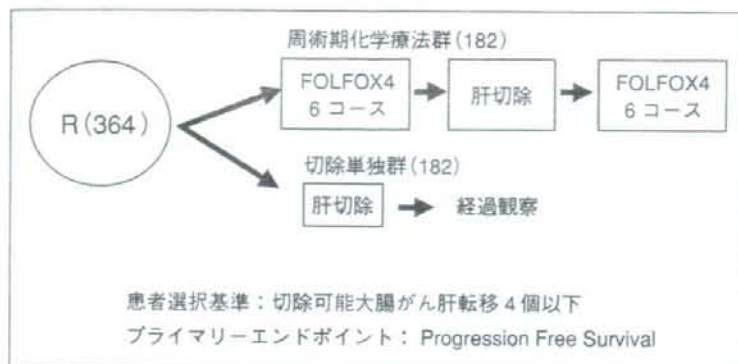 周術期化学療法群(182)
R(364)
FOLFOX4
6 コース
肝切除
FOLFOX4
6 コース
切除単独群(182)
肝切除
経過観察
患者選択基準：切除可能大腸がん肝転移 4 個以下
プライマリーエンドポイント： Progression Free Survival